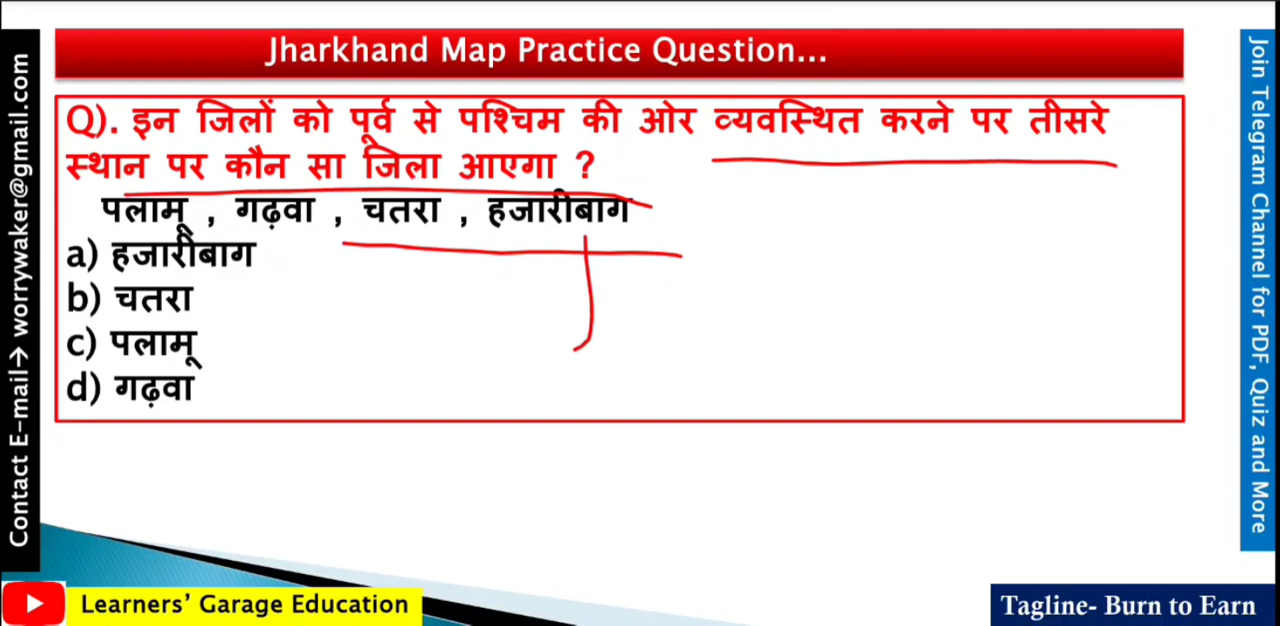 Jharkhand Map Practice Question...
Q). इन जिलों को पूर्व से पश्चिम की ओर व्यवस्थित करने पर तीसरे
स्थान पर कौन सा जिला आएगा ?
पलामू , गढ़वा , चतरा , हजारीबाग
a) हजारीबाग
b) चतरा
c) पलामू
d) गढ़वा
Contact E-mail→ worrywaker@gmail.com
Join Telegram Channel for PDF, Quiz and More
Learners' Garage Education
Tagline- Burn to Earn